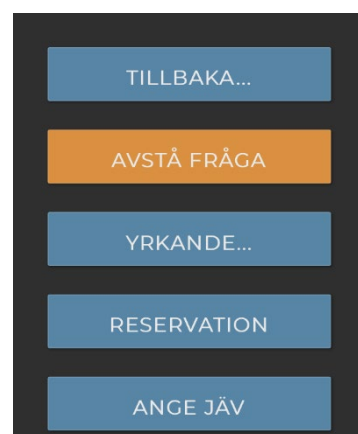 TILLBAKA...
AVSTÅ FRÅGA
YRKANDE...
RESERVATION
ANGE JÄV